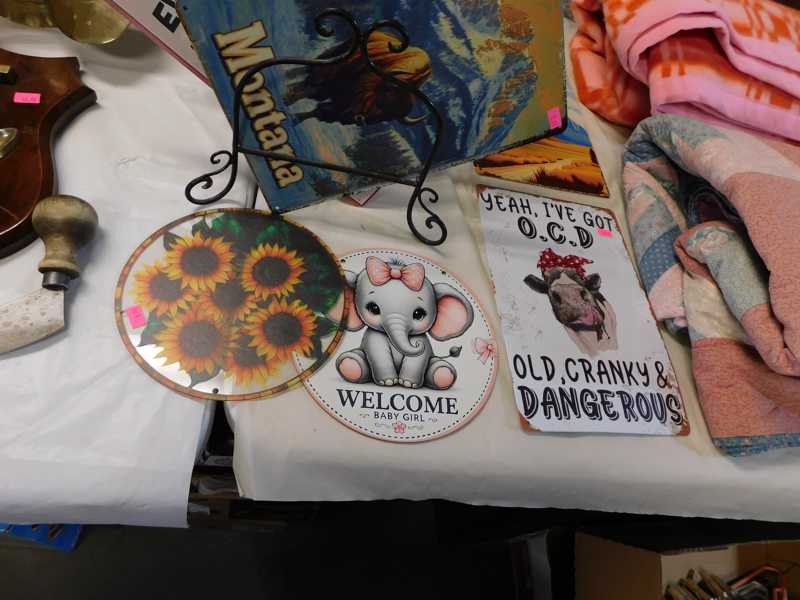 Montana
YEAH, I'VE GOT
O.C.D
OLD, CRANKY &
DANGEROUS
WELCOME
BABY GIRL